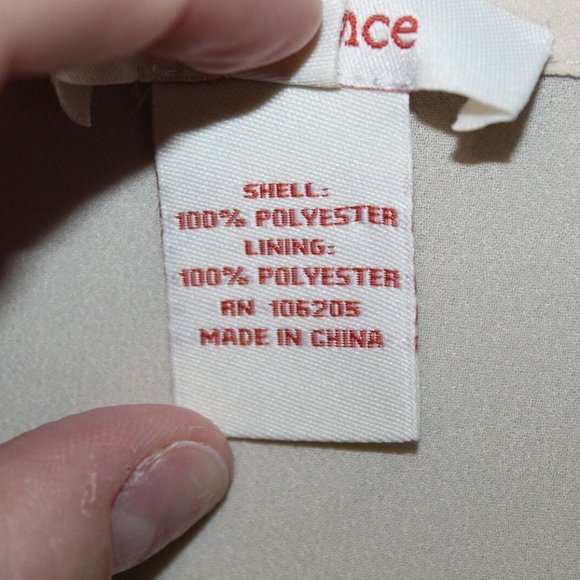 nce
SHELL:
100% POLYESTER
LINING:
100% POLYESTER
RN 106205
MADE IN CHINA